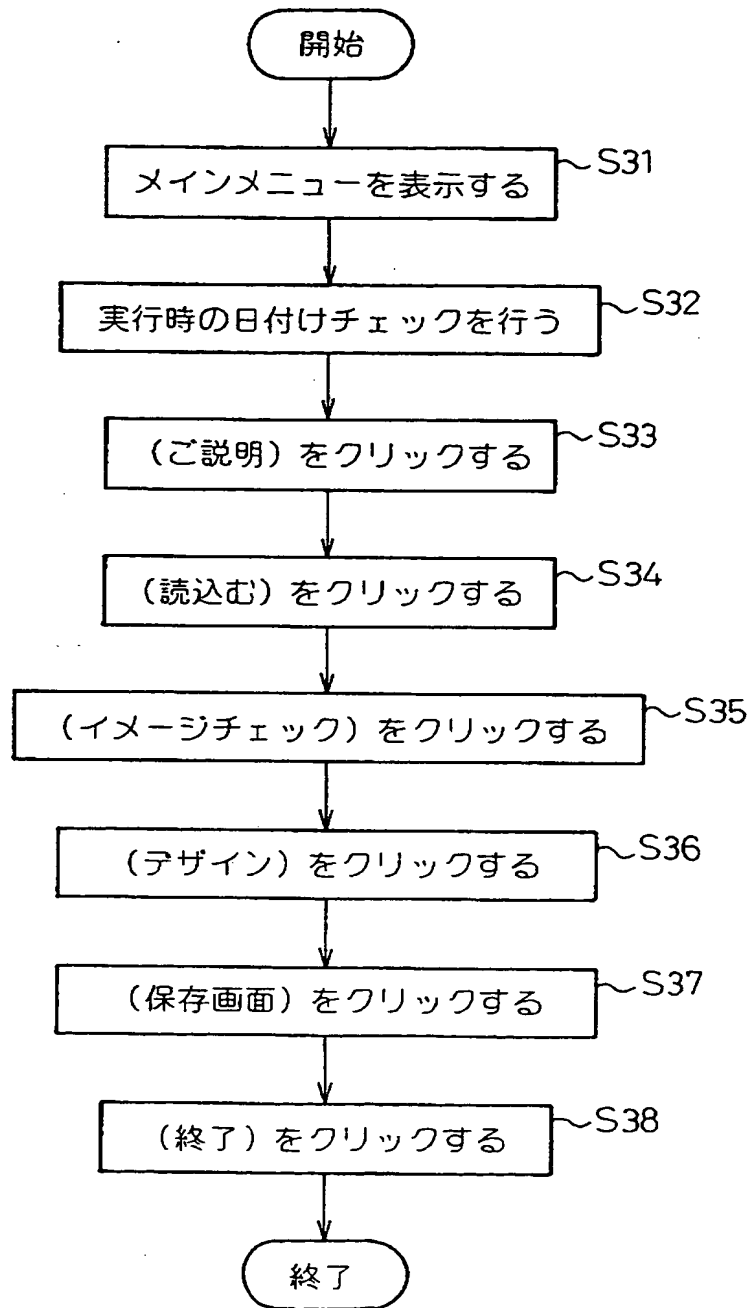 開始
メインメニューを表示する
S31
実行時の日付けチェックを行う
S32
(ご説明)をクリックする
S33
(読込む)をクリックする
S34
(イメージチェック)をクリックする
S35
(デザイン)をクリックする
S36
(保存画面)をクリックする
S37
(終了)をクリックする
S38
終了